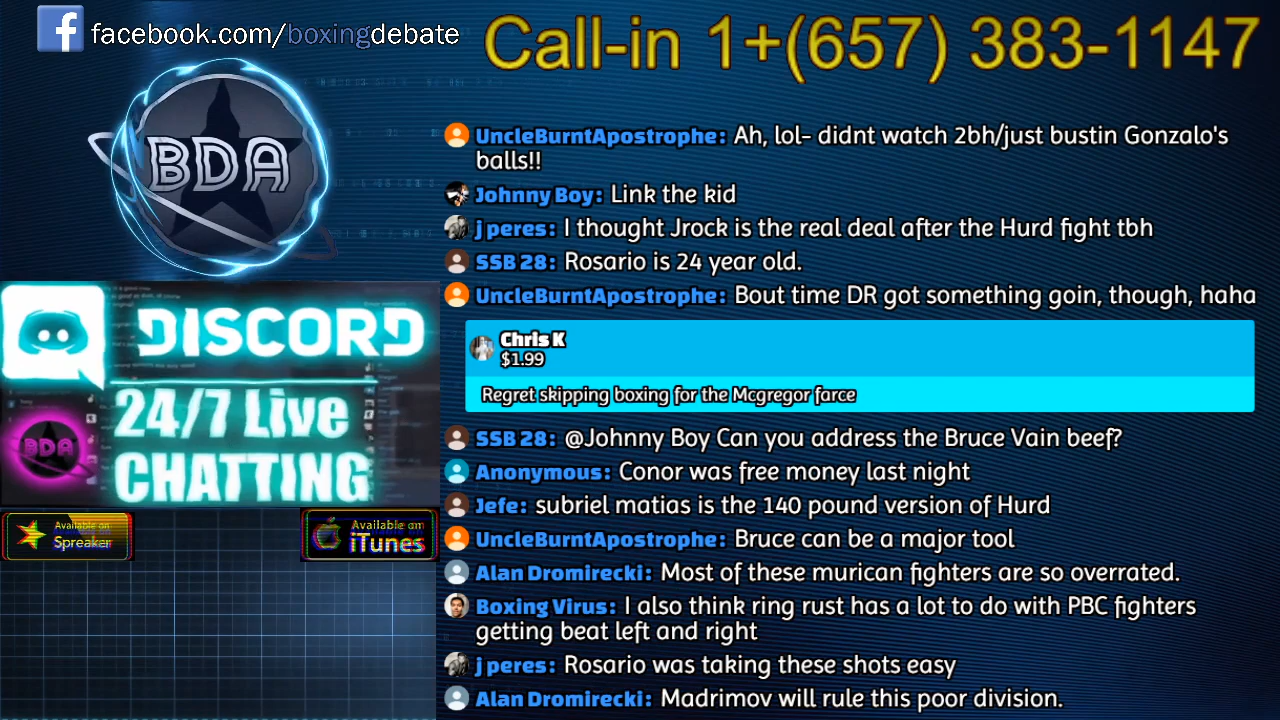 facebook.com/boxingdebate
Call-in 1+(657) 383-1147
BDA
UncleBurntApostrophe: Ah, lol- didnt watch 2bh/just bustin Gonzalo's
balls!!
Johnny Boy: Link the kid
j peres: I thought Jrock is the real deal after the Hurd fight tbh
SSB 28: Rosario is 24 year old.
UncleBurntApostrophe: Bout time DR got something goin, though, haha
Chris K
$1.99
Regret skipping boxing for the Mcgregor farce
SSB 28: @Johnny Boy Can you address the Bruce Vain beef?
Anonymous: Conor was free money last night
Jefe: subriel matias is the 140 pound version of Hurd
UncleBurntApostrophe: Bruce can be a major tool
Alan Dromirecki: Most of these murican fighters are so overrated.
Boxing Virus: I also think ring rust has a lot to do with PBC fighters
getting beat left and right
j peres: Rosario was taking these shots easy
Alan Dromirecki: Madrimov will rule this poor division.
DISCORD
24/7 Live
CHATTING
BDA
Available on
Spreaker
Available on
iTunes